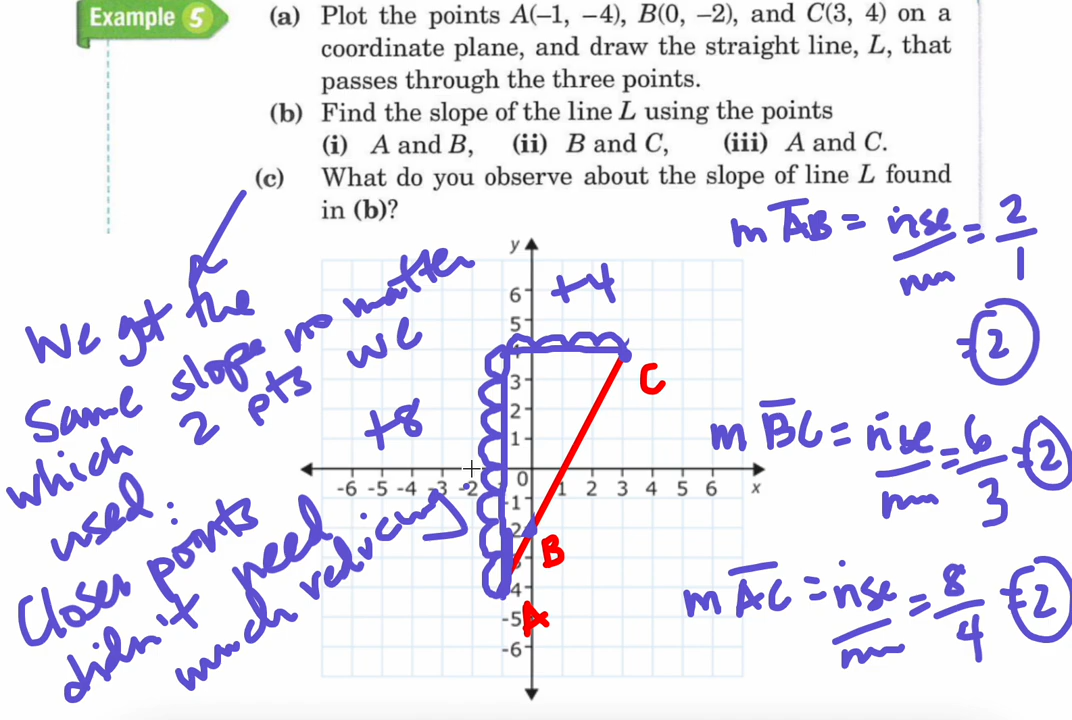 Example 5
(a) Plot the points A(–1, –4), B(0, –2), and C(3, 4) on a
coordinate plane, and draw the straight line, L, that
passes through the three points.
(b) Find the slope of the line L using the points
(i) A and B, (ii) B and C, (iii) A and C.
(c) What do you observe about the slope of line L found
in (b)?
We got the
same slope no matter
which 2 pts we
used.
Closer points
didn't need
much reducing
y
6
5
4
3
2
1
0
-1
-2
-3
-4
-5
-6
-6 -5 -4 -3 -2 1 2 3 4 5 6 x
+4
+8
C
B
A
m AB = rise/run = 2/1
= 2
m BC = rise/run = 6/3 = 2
m AC = rise/run = 8/4 = 2